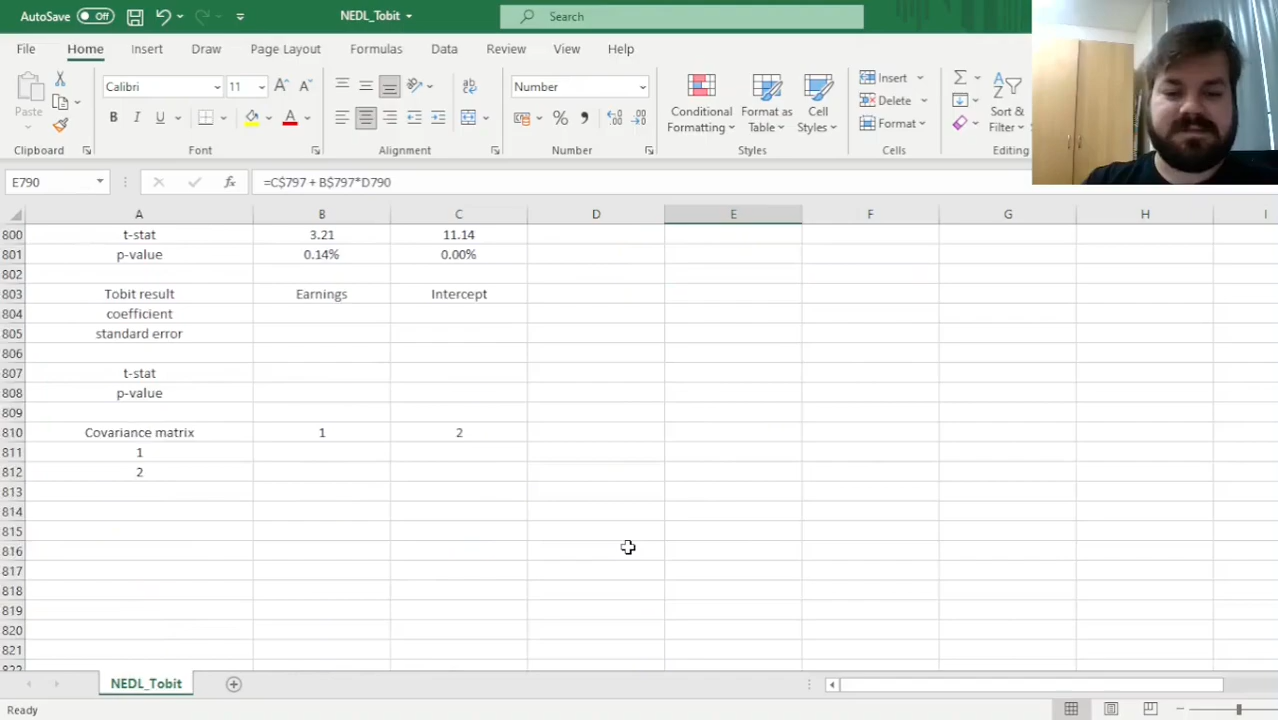 AutoSave Off NEDL_Tobit Search
File Home Insert Draw Page Layout Formulas Data Review View Help
Paste Calibri 11 Number Conditional Formatting Format as Table Cell Styles Insert Delete Format Sort & Filter
Clipboard Font Alignment Number Styles Cells Editing
E790 =C$797 + B$797*D790
A B C D E F G H I
800 t-stat 3.21 11.14
801 p-value 0.14% 0.00%
802
803 Tobit result Earnings Intercept
804 coefficient
805 standard error
806
807 t-stat
808 p-value
809
810 Covariance matrix 1 2
811 1
812 2
813
814
815
816
817
818
819
820
821
822
NEDL_Tobit
Ready